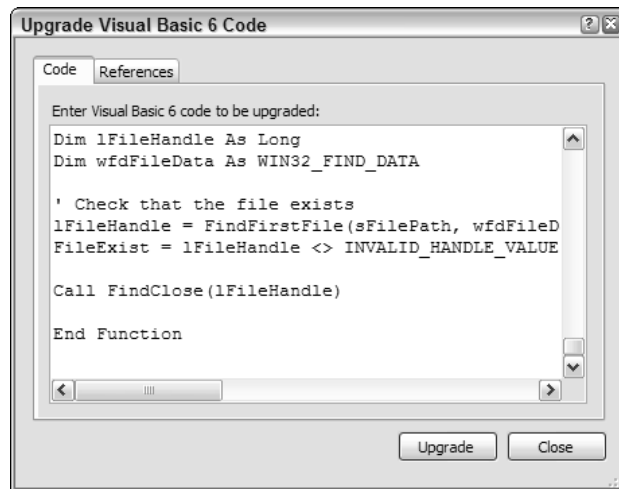 Upgrade Visual Basic 6 Code
Code References
Enter Visual Basic 6 code to be upgraded:
Dim lFileHandle As Long
Dim wfdFileData As WIN32_FIND_DATA
' Check that the file exists
lFileHandle = FindFirstFile(sFilePath, wfdFileD
FileExist = lFileHandle <> INVALID_HANDLE_VALUE
Call FindClose(lFileHandle)
End Function
Upgrade Close